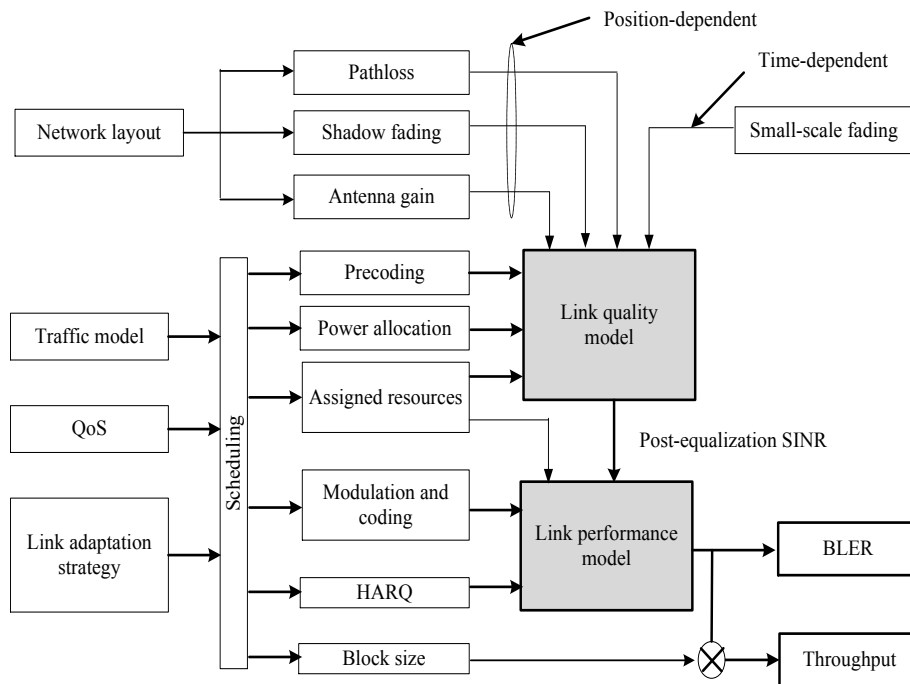 Position-dependent
Pathloss
Time-dependent
Network layout
Shadow fading
Small-scale fading
Antenna gain
Precoding
Link quality
model
Traffic model
Power allocation
Assigned resources
QoS
Scheduling
Post-equalization SINR
Modulation and
coding
Link adaptation
strategy
Link performance
model
BLER
HARQ
Block size
Throughput